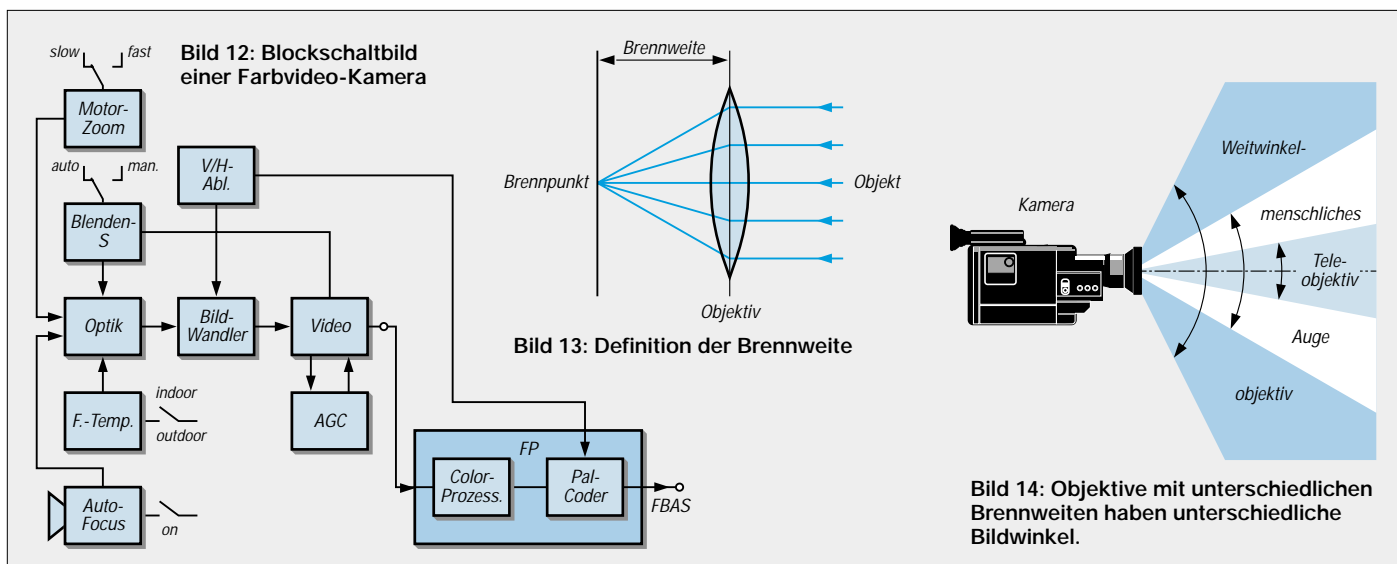 Bild 12: Blockschaltbild
einer Farbvideo-Kamera
slow
fast
Motor-
Zoom
auto
man.
Blenden-
S
V/H-
Abl.
Optik
Bild-
Wandler
Video
F.-Temp.
indoor
outdoor
AGC
Auto-
Focus
on
FP
Color-
Prozess.
Pal-
Coder
FBAS
Brennweite
Brennpunkt
Objekt
Objektiv
Bild 13: Definition der Brennweite
Kamera
Weitwinkel-
menschliches
Tele-
objektiv
Auge
objektiv
Bild 14: Objektive mit unterschiedlichen
Brennweiten haben unterschiedliche
Bildwinkel.